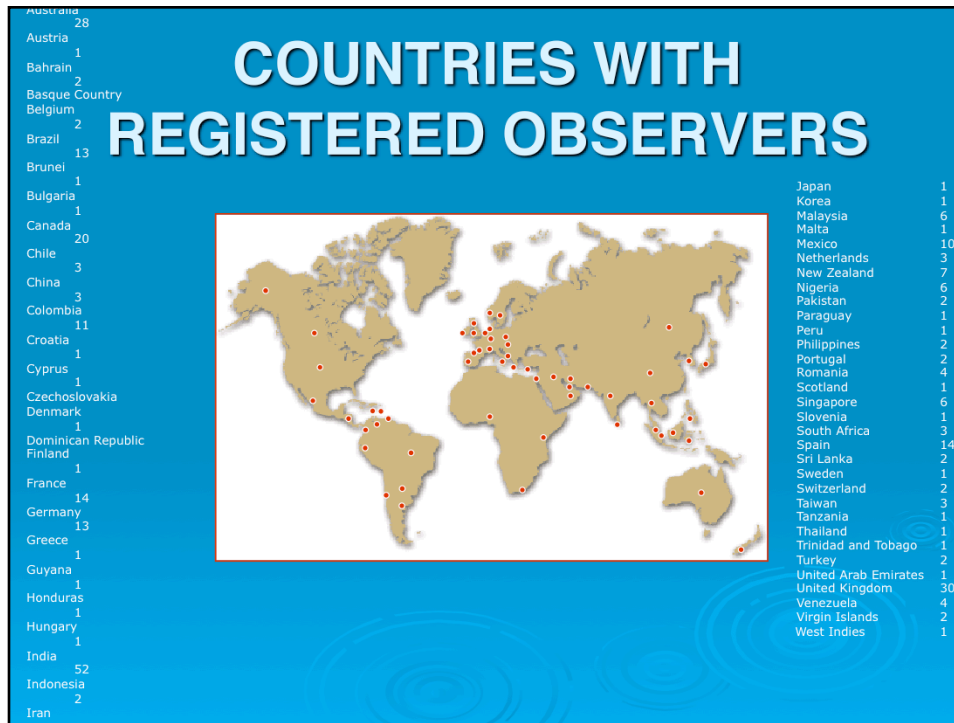 Australia
28
Austria
1
Bahrain
2
Basque Country
Belgium
2
Brazil
13
Brunei
1
Bulgaria
1
Canada
20
Chile
3
China
3
Colombia
11
Croatia
1
Cyprus
1
Czechoslovakia
Denmark
1
Dominican Republic
Finland
1
France
14
Germany
13
Greece
1
Guyana
1
Honduras
1
Hungary
1
India
52
Indonesia
2
Iran
COUNTRIES WITH
REGISTERED OBSERVERS
Japan 1
Korea 1
Malaysia 6
Malta 1
Mexico 10
Netherlands 3
New Zealand 7
Nigeria 6
Pakistan 2
Paraguay 1
Peru 1
Philippines 2
Portugal 2
Romania 4
Scotland 1
Singapore 6
Slovenia 1
South Africa 3
Spain 14
Sri Lanka 2
Sweden 1
Switzerland 2
Taiwan 3
Tanzania 1
Thailand 1
Trinidad and Tobago 1
Turkey 2
United Arab Emirates 1
United Kingdom 30
Venezuela 4
Virgin Islands 2
West Indies 1